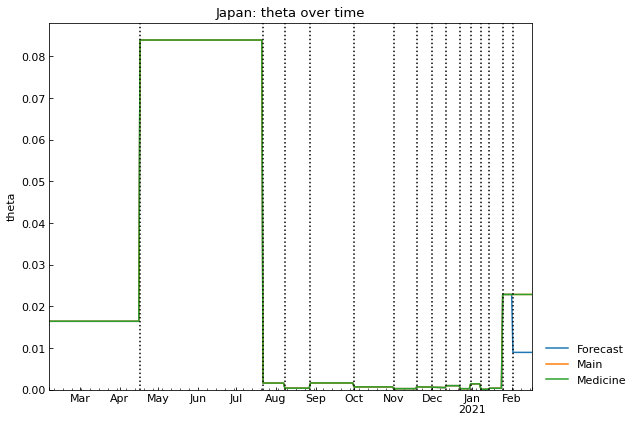 Japan: theta over time
theta
0.08
0.07
0.06
0.05
0.04
0.03
0.02
0.01
0.00
Mar Apr May Jun Jul Aug Sep Oct Nov Dec Jan Feb
2021
Forecast
Main
Medicine